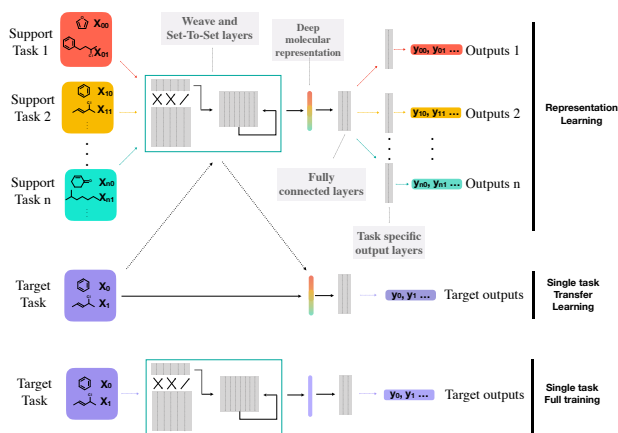 Support
Task 1
X00
X01
Weave and
Set-To-Set layers
Deep
molecular
representation
y00, y01 ...
Outputs 1
Support
Task 2
X10
Cl
X11
y10, y11 ...
Outputs 2
Representation
Learning
Support
Task n
Xn0
Xn1
Fully
connected layers
yn0, yn1 ...
Outputs n
Task specific
output layers
Target
Task
X0
Cl
X1
y0, y1 ...
Target outputs
Single task
Transfer
Learning
Target
Task
X0
Cl
X1
y0, y1 ...
Target outputs
Single task
Full training